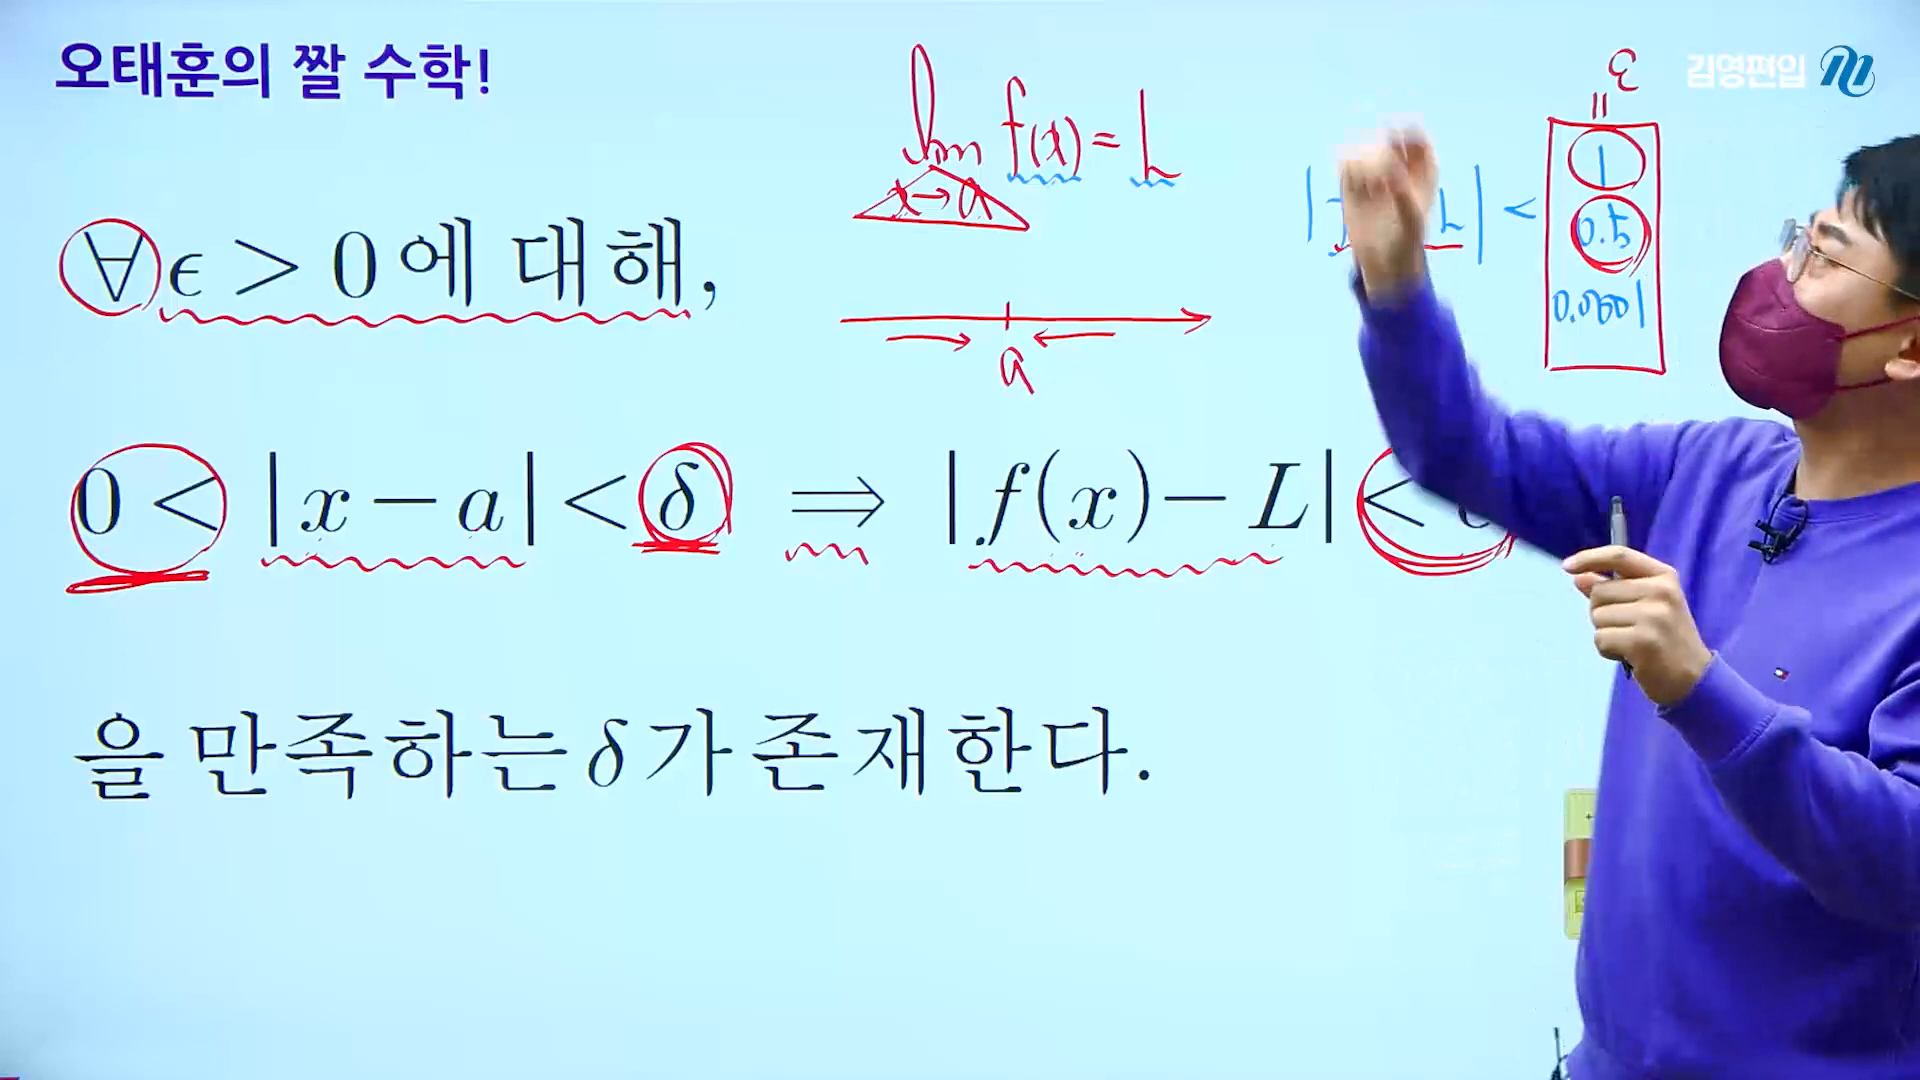 오태훈의 짤 수학!
김영편입
lim f(x) = L
x→a
ε
=
| L | < 1
0.5
0.0001
∀ϵ > 0에 대해,
a
0 < |x − a| < δ ⟹ |f(x) − L| < ϵ
을 만족하는 δ가 존재한다.